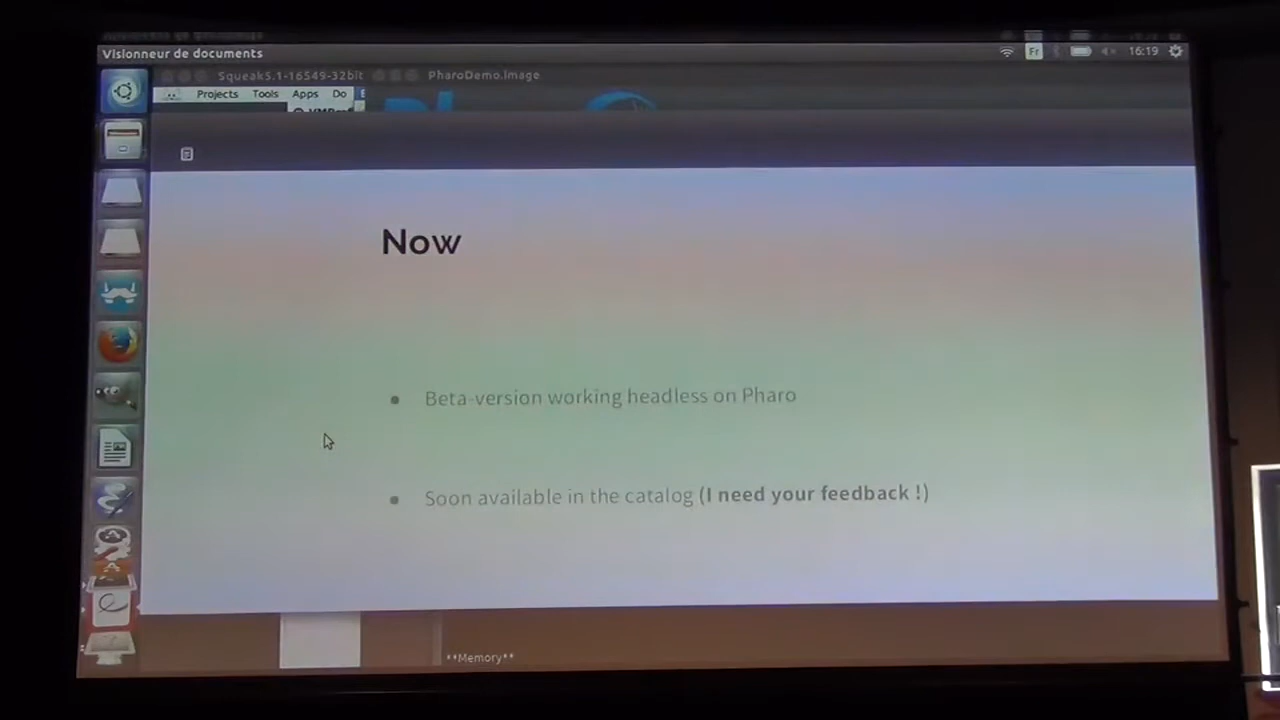 Visionneur de documents
Fr
16:19
Squeak5.1-16549-32bit
PharoDemo.image
Projects Tools Apps Do
Now
Beta-version working headless on Pharo
Soon available in the catalog (I need your feedback !)
**Memory**